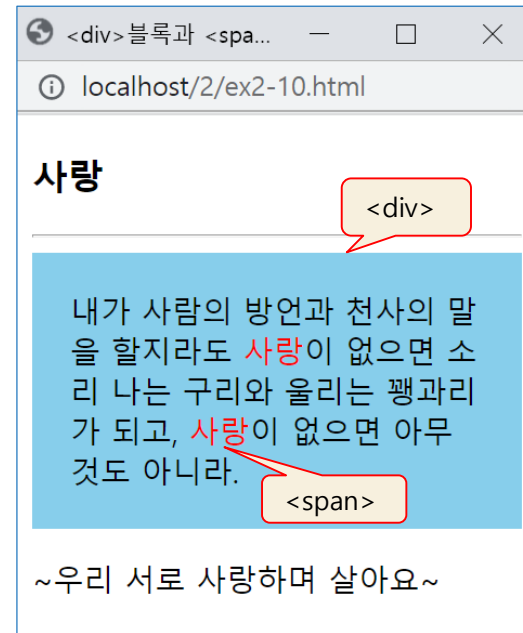 <div>블록과 <spa...
localhost/2/ex2-10.html
사랑
<div>
내가 사람의 방언과 천사의 말
을 할지라도 사랑이 없으면 소
리 나는 구리와 울리는 꽹과리
가 되고, 사랑이 없으면 아무
것도 아니라.
<span>
~우리 서로 사랑하며 살아요~